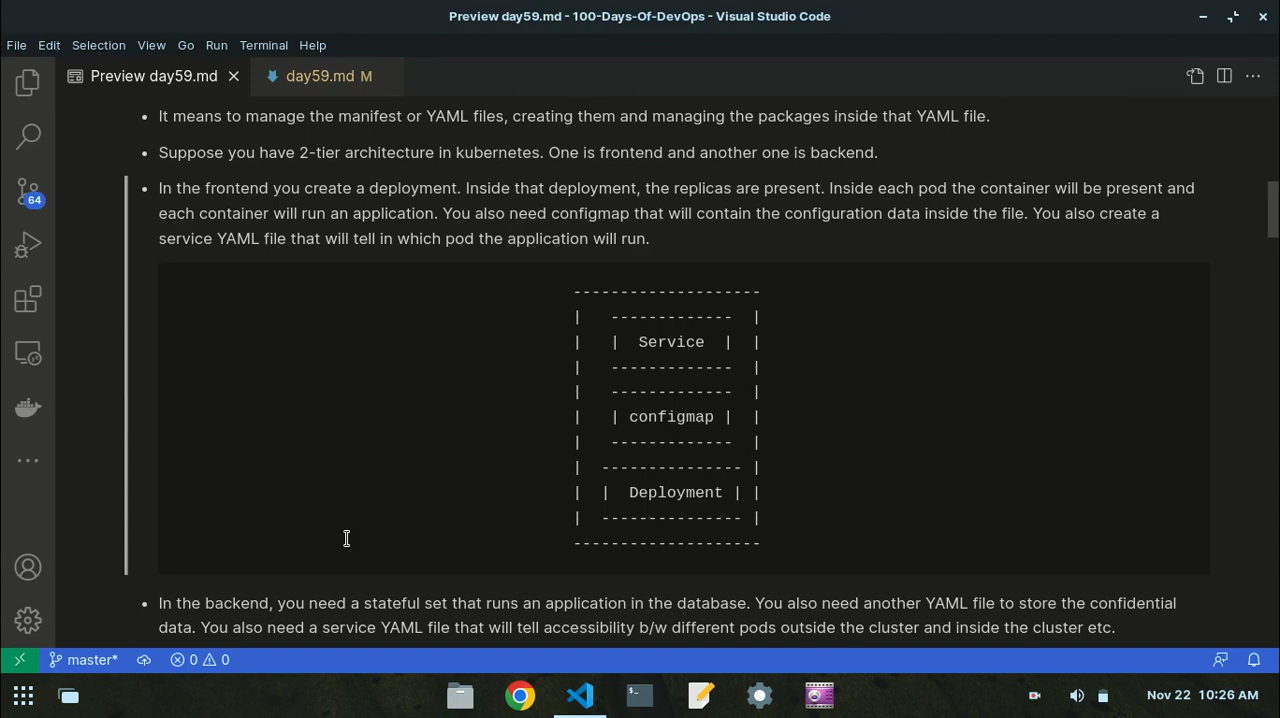 Preview day59.md - 100-Days-Of-DevOps - Visual Studio Code
File Edit Selection View Go Run Terminal Help
Preview day59.md
day59.md M
• It means to manage the manifest or YAML files, creating them and managing the packages inside that YAML file.
• Suppose you have 2-tier architecture in kubernetes. One is frontend and another one is backend.
• In the frontend you create a deployment. Inside that deployment, the replicas are present. Inside each pod the container will be present and
each container will run an application. You also need configmap that will contain the configuration data inside the file. You also create a
service YAML file that will tell in which pod the application will run.
--------------------
|   -------------  |
|   |  Service  |  |
|   -------------  |
|   -------------  |
|   | configmap |  |
|   -------------  |
|  --------------- |
|  |  Deployment | |
|  --------------- |
--------------------
• In the backend, you need a stateful set that runs an application in the database. You also need another YAML file to store the confidential
data. You also need a service YAML file that will tell accessibility b/w different pods outside the cluster and inside the cluster etc.
64
master* 0 0
Nov 22 10:26 AM